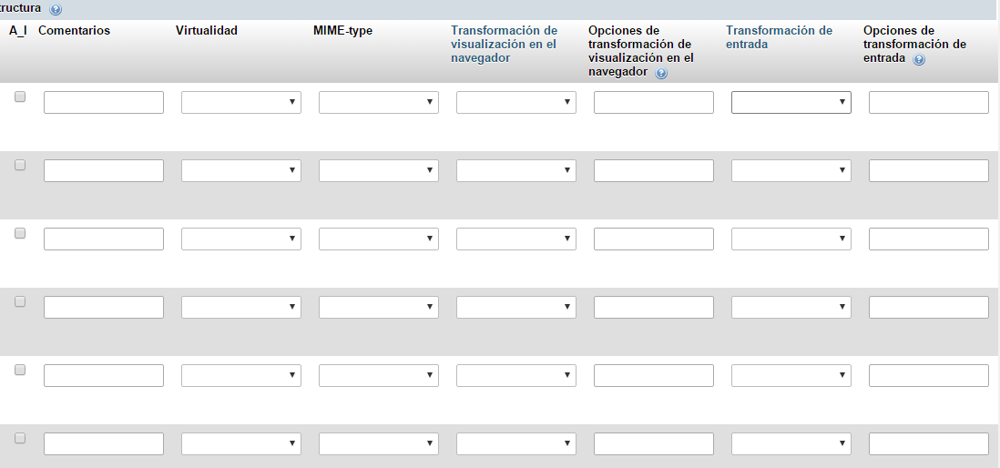 tructura
A_I Comentarios Virtualidad MIME-type Transformación de visualización en el navegador Opciones de transformación de visualización en el navegador Transformación de entrada Opciones de transformación de entrada